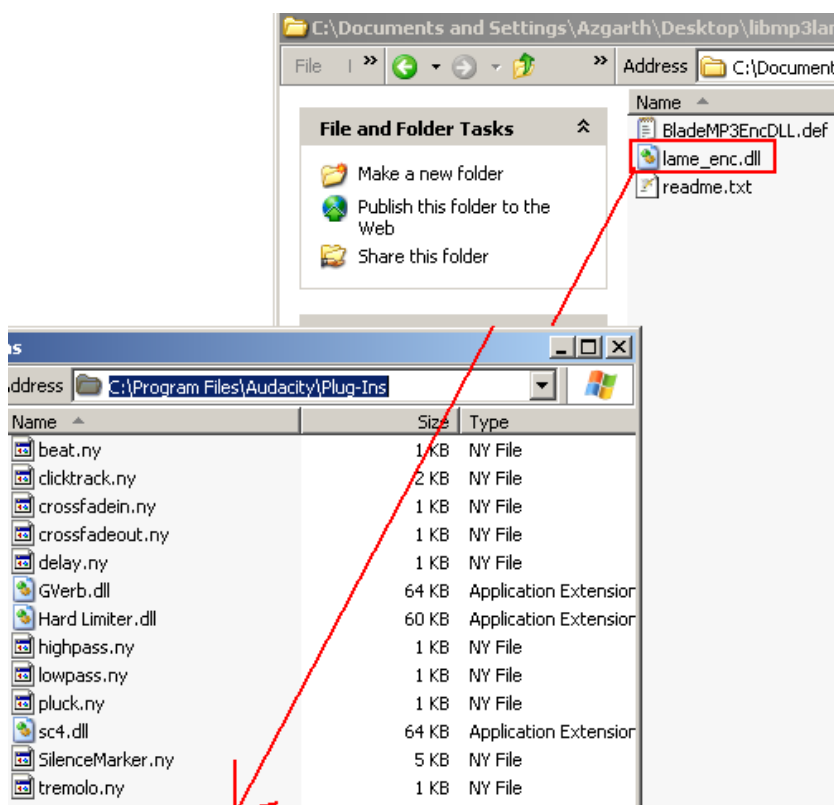 C:\Documents and Settings\Azgarth\Desktop\libmp3lam
File » » Address C:\Document
Name
File and Folder Tasks
Make a new folder
Publish this folder to the
Web
Share this folder
BladeMP3EncDLL.def
lame_enc.dll
readme.txt
ns
Address C:\Program Files\Audacity\Plug-Ins
Name Size Type
beat.ny 1 KB NY File
clicktrack.ny 2 KB NY File
crossfadein.ny 1 KB NY File
crossfadeout.ny 1 KB NY File
delay.ny 1 KB NY File
GVerb.dll 64 KB Application Extension
Hard Limiter.dll 60 KB Application Extension
highpass.ny 1 KB NY File
lowpass.ny 1 KB NY File
pluck.ny 1 KB NY File
sc4.dll 64 KB Application Extension
SilenceMarker.ny 5 KB NY File
tremolo.ny 1 KB NY File